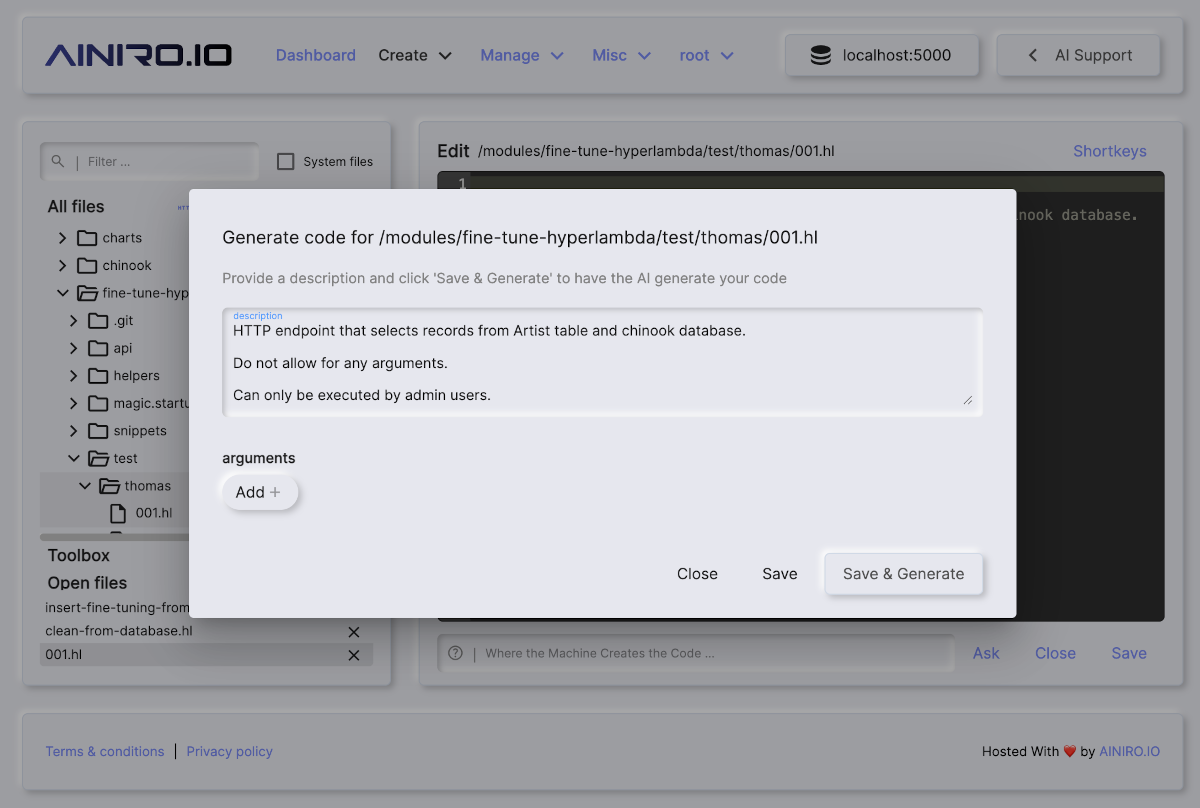 AINIRO.IO
Dashboard Create Manage Misc root localhost:5000 AI Support
Filter ... System files
All files
charts
chinook
fine-tune-hyp
.git
api
helpers
magic.startu
snippets
test
thomas
001.hl
Toolbox
Open files
insert-fine-tuning-from
clean-from-database.hl
001.hl
Edit /modules/fine-tune-hyperlambda/test/thomas/001.hl Shortkeys
1
database.
Generate code for /modules/fine-tune-hyperlambda/test/thomas/001.hl
Provide a description and click 'Save & Generate' to have the AI generate your code
description
HTTP endpoint that selects records from Artist table and chinook database.
Do not allow for any arguments.
Can only be executed by admin users.
arguments
Add +
Close Save Save & Generate
Where the Machine Creates the Code ... Ask Close Save
Terms & conditions | Privacy policy
Hosted With ❤️ by AINIRO.IO